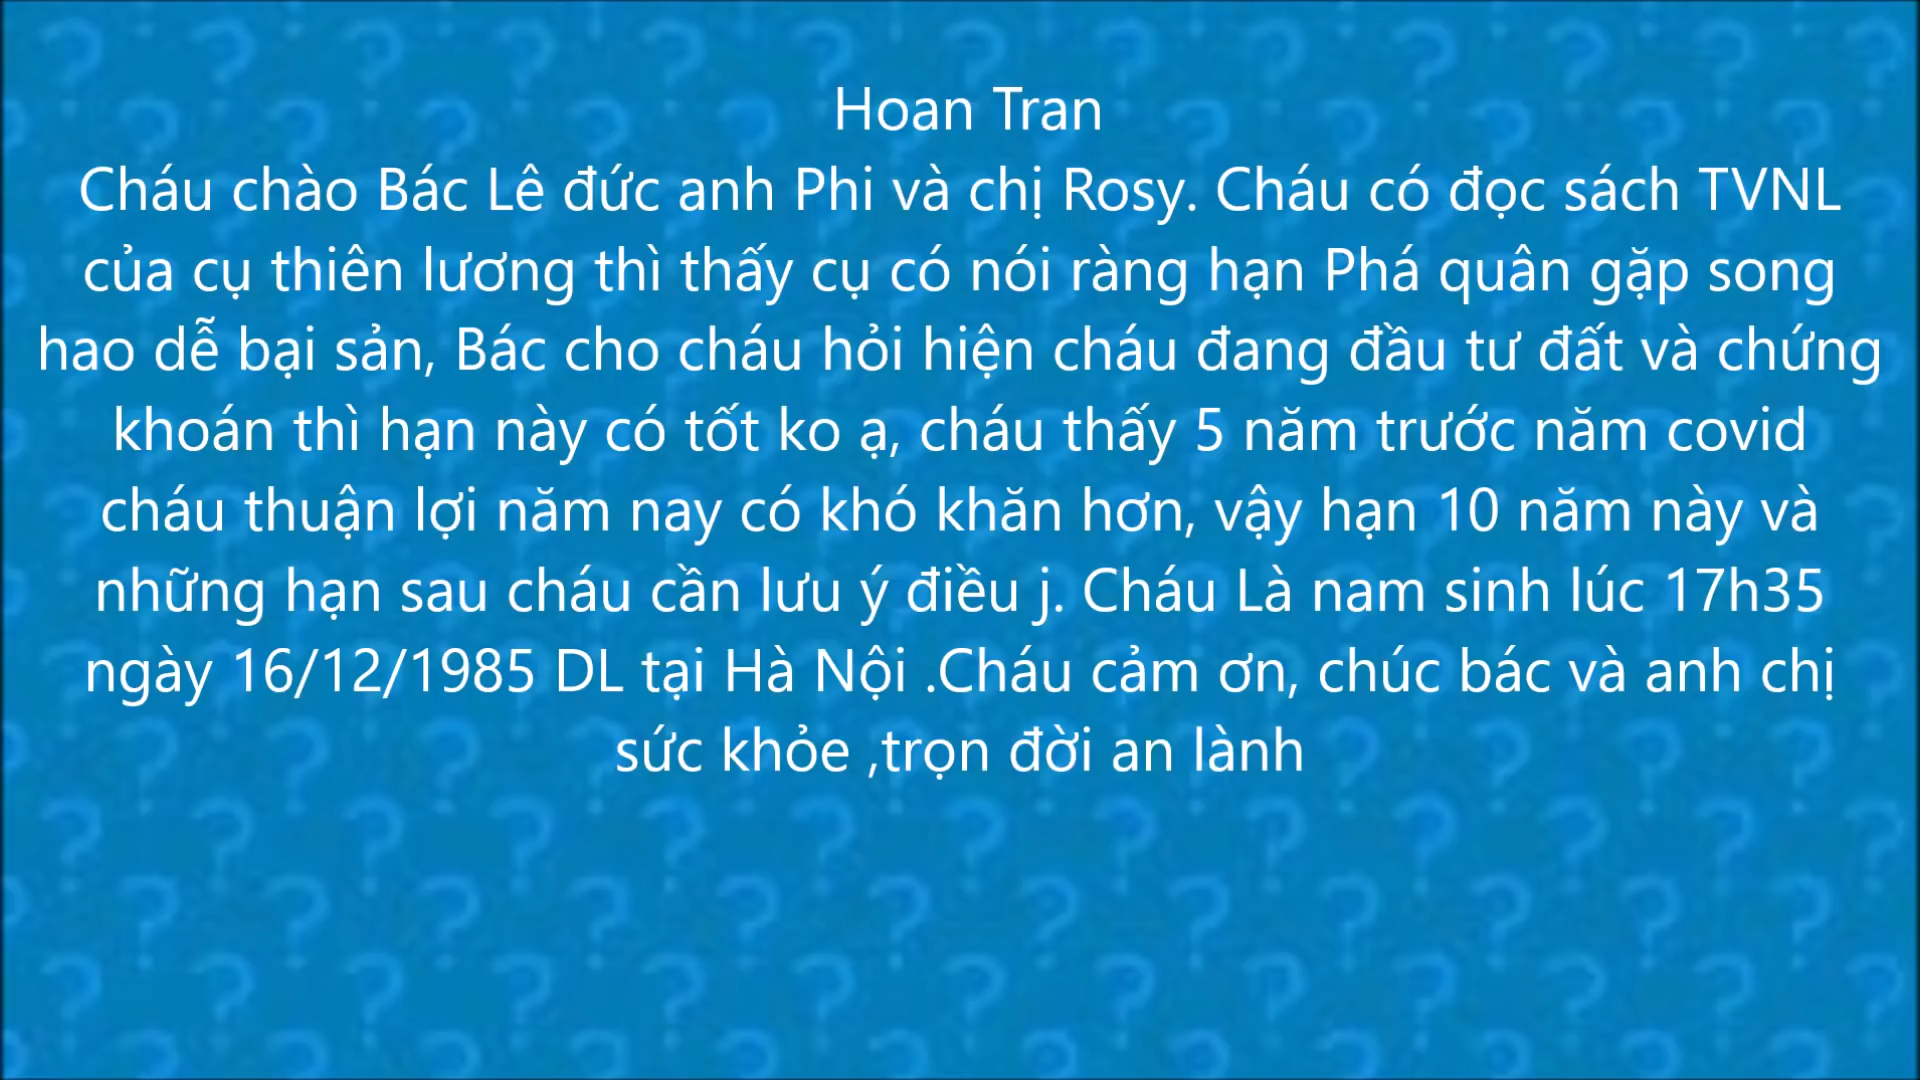 Hoan Tran
Cháu chào Bác Lê đức anh Phi và chị Rosy. Cháu có đọc sách TVNL
của cụ thiên lương thì thấy cụ có nói ràng hạn Phá quân gặp song
hao dễ bại sản, Bác cho cháu hỏi hiện cháu đang đầu tư đất và chứng
khoán thì hạn này có tốt ko ạ, cháu thấy 5 năm trước năm covid
cháu thuận lợi năm nay có khó khăn hơn, vậy hạn 10 năm này và
những hạn sau cháu cần lưu ý điều j. Cháu Là nam sinh lúc 17h35
ngày 16/12/1985 DL tại Hà Nội .Cháu cảm ơn, chúc bác và anh chị
sức khỏe ,trọn đời an lành